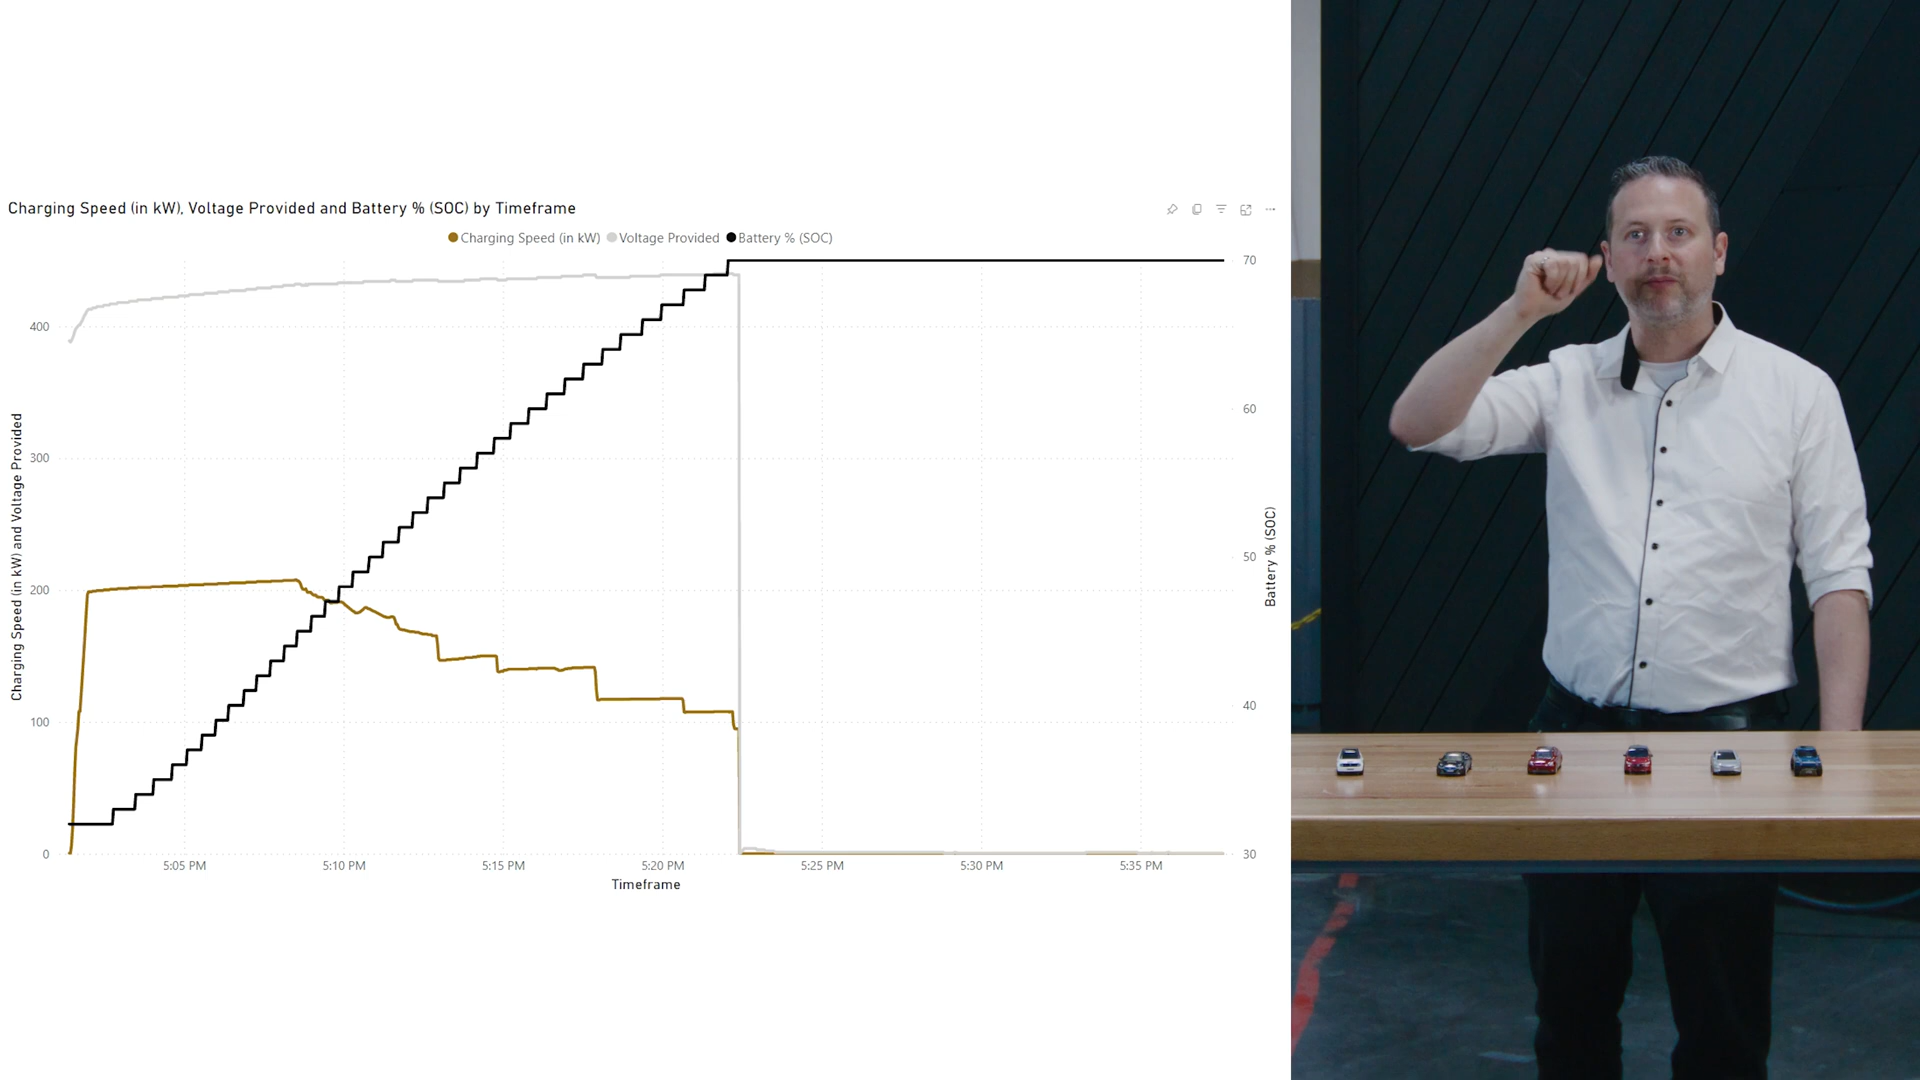 Charging Speed (in kW), Voltage Provided and Battery % (SOC) by Timeframe
Charging Speed (in kW) Voltage Provided Battery % (SOC)
Charging Speed (in kW) and Voltage Provided
400
300
200
100
0
70
60
50
40
30
Battery % (SOC)
5:05 PM 5:10 PM 5:15 PM 5:20 PM 5:25 PM 5:30 PM 5:35 PM
Timeframe